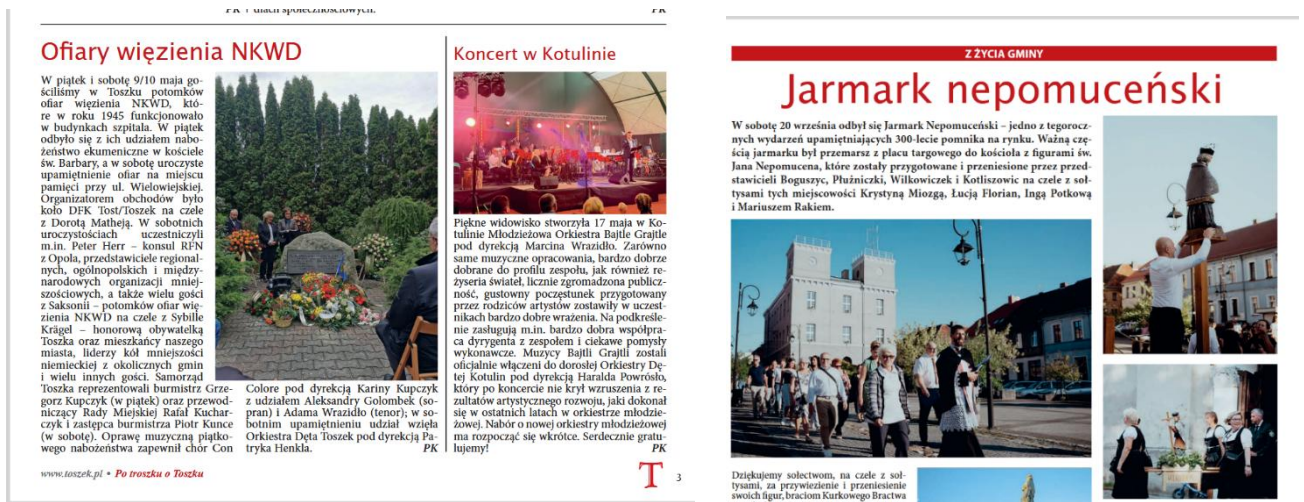 PK
diach społecznościowych.
PK
Ofiary więzienia NKWD
W piątek i sobotę 9/10 maja go-
ściliśmy w Toszku potomków
ofiar więzienia NKWD, któ-
re w roku 1945 funkcjonowało
w budynkach szpitala. W piątek
odbyło się z ich udziałem nabo-
żeństwo ekumeniczne w kościele
św. Barbary, a w sobotę uroczyste
upamiętnienie ofiar na miejscu
pamięci przy ul. Wielowiejskiej.
Organizatorem obchodów było
koło DFK Tost/Toszek na czele
z Dorotą Matheją. W sobotnich
uroczystościach uczestniczyli
m.in. Peter Herr – konsul RFN
z Opola, przedstawiciele regional-
nych, ogólnopolskich i między-
narodowych organizacji mniej-
szościowych, a także wielu gości
z Saksonii – potomków ofiar wię-
zienia NKWD na czele z Sybille
Krägel – honorową obywatelką
Toszka oraz mieszkańcy naszego
miasta, liderzy kół mniejszości
niemieckiej z okolicznych gmin
i wielu innych gości. Samorząd
Toszka reprezentowali burmistrz Grze-
gorz Kupczyk (w piątek) oraz przewod-
niczący Rady Miejskiej Rafał Kuchar-
czyk i zastępca burmistrza Piotr Kunce
(w sobotę). Oprawę muzyczną piątko-
wego nabożeństwa zapewnił chór Con
Colore pod dyrekcją Kariny Kupczyk
z udziałem Aleksandry Golombek (so-
pran) i Adama Wrazidło (tenor); w so-
botnim upamiętnieniu udział wzięła
Orkiestra Dęta Toszek pod dyrekcją Pa-
tryka Henkla. PK
Koncert w Kotulinie
Piękne widowisko stworzyła 17 maja w Ko-
tulinie Młodzieżowa Orkiestra Bajtle Grajtle
pod dyrekcją Marcina Wrazidło. Zarówno
same muzyczne opracowania, bardzo dobrze
dobrane do profilu zespołu, jak również re-
żyseria świateł, licznie zgromadzona publicz-
ność, gustowny poczęstunek przygotowany
przez rodziców artystów zostawiły w uczest-
nikach bardzo dobre wrażenia. Na podkreśle-
nie zasługują m.in. bardzo dobra współpra-
ca dyrygenta z zespołem i ciekawe pomysły
wykonawcze. Muzycy Bajtli Grajtli zostali
oficjalnie włączeni do dorosłej Orkiestry Dę-
tej Kotulin pod dyrekcją Haralda Powrósło,
który po koncercie nie krył wzruszenia z re-
zultatów artystycznego rozwoju, jaki dokonał
się w ostatnich latach w orkiestrze młodzie-
żowej. Nabór o nowej orkiestry młodzieżowej
ma rozpocząć się wkrótce. Serdecznie gratu-
lujemy! PK
www.toszek.pl • Po troszku o Toszku
T 3
Z ŻYCIA GMINY
Jarmark nepomuceński
W sobotę 20 września odbył się Jarmark Nepomuceński – jedno z tegorocz-
nych wydarzeń upamiętniających 300-lecie pomnika na rynku. Ważną czę-
ścią jarmarku był przemarsz z placu targowego do kościoła z figurami św.
Jana Nepomucena, które zostały przygotowane i przeniesione przez przed-
stawicieli Boguszyc, Płużniczki, Wilkowiczek i Kotliszowic na czele z soł-
tysami tych miejscowości Krystyną Miozgą, Łucją Florian, Ingą Potkową
i Mariuszem Rakiem.
Dziękujemy sołectwom, na czele z soł-
tysami, za przywiezienie i przeniesienie
swoich figur, braciom Kurkowego Bractwa